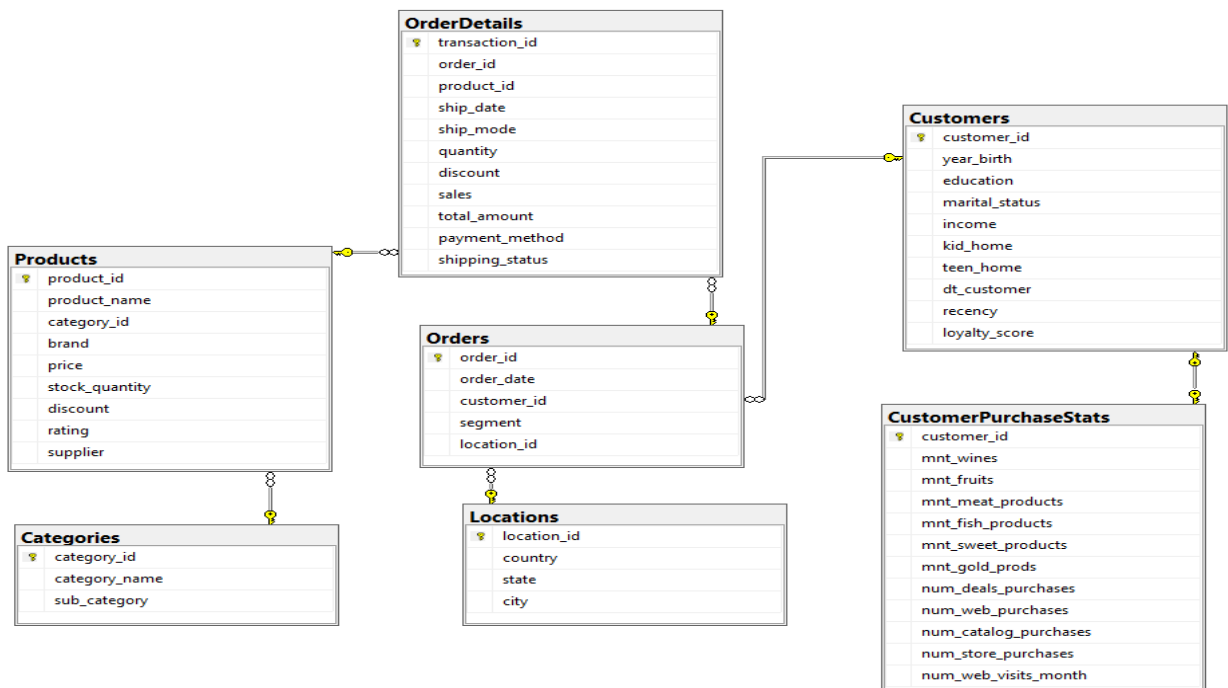 OrderDetails
transaction_id
order_id
product_id
ship_date
ship_mode
quantity
discount
sales
total_amount
payment_method
shipping_status
Customers
customer_id
year_birth
education
marital_status
income
kid_home
teen_home
dt_customer
recency
loyalty_score
Products
product_id
product_name
category_id
brand
price
stock_quantity
discount
rating
supplier
Orders
order_id
order_date
customer_id
segment
location_id
CustomerPurchaseStats
customer_id
mnt_wines
mnt_fruits
mnt_meat_products
mnt_fish_products
mnt_sweet_products
mnt_gold_prods
num_deals_purchases
num_web_purchases
num_catalog_purchases
num_store_purchases
num_web_visits_month
Categories
category_id
category_name
sub_category
Locations
location_id
country
state
city